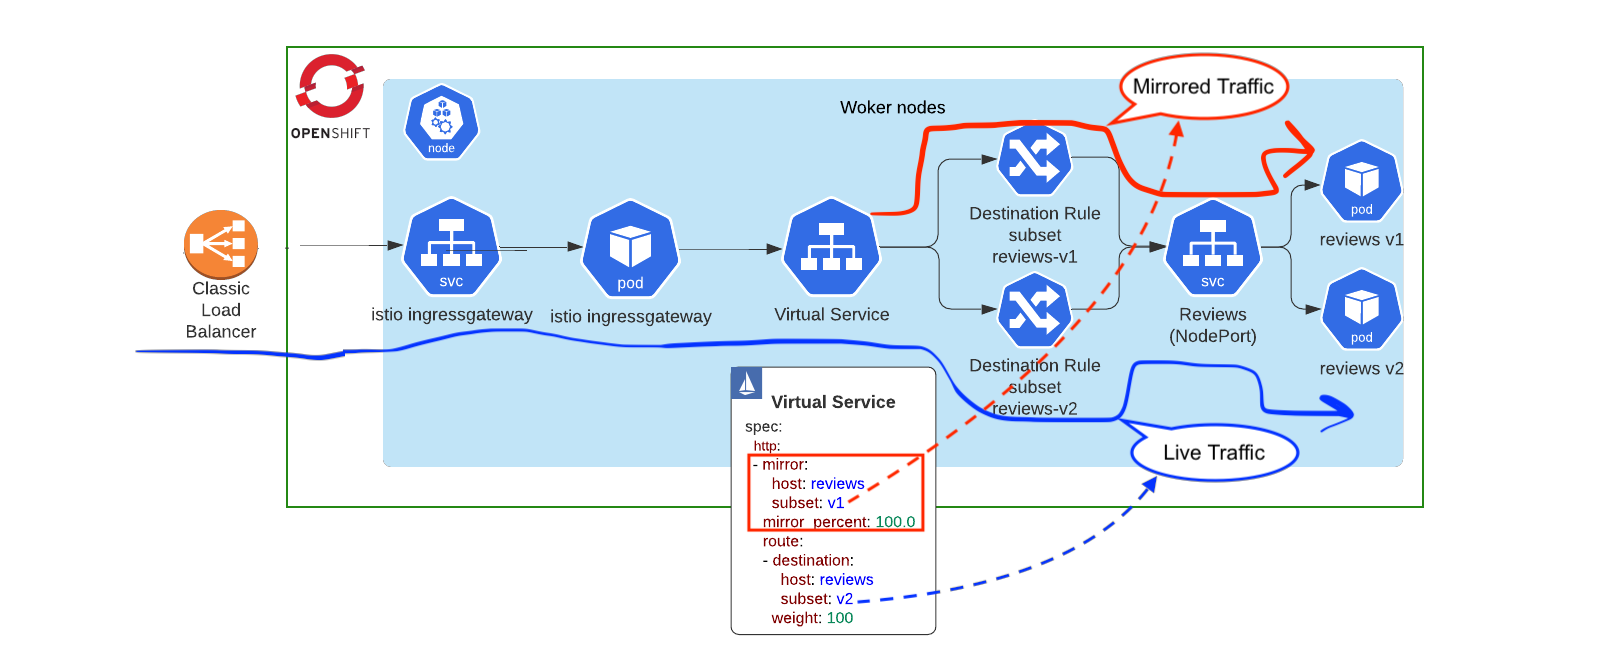 Mirrored Traffic
Woker nodes
OPENSHIFT
node
svc
istio ingressgateway
pod
istio ingressgateway
Virtual Service
Destination Rule
subset
reviews-v1
Destination Rule
subset
reviews-v2
svc
Reviews
(NodePort)
pod
reviews v1
pod
reviews v2
Classic
Load
Balancer
Live Traffic
Virtual Service
spec:
http:
- mirror:
host: reviews
subset: v1
mirror_percent: 100.0
route:
- destination:
host: reviews
subset: v2
weight: 100